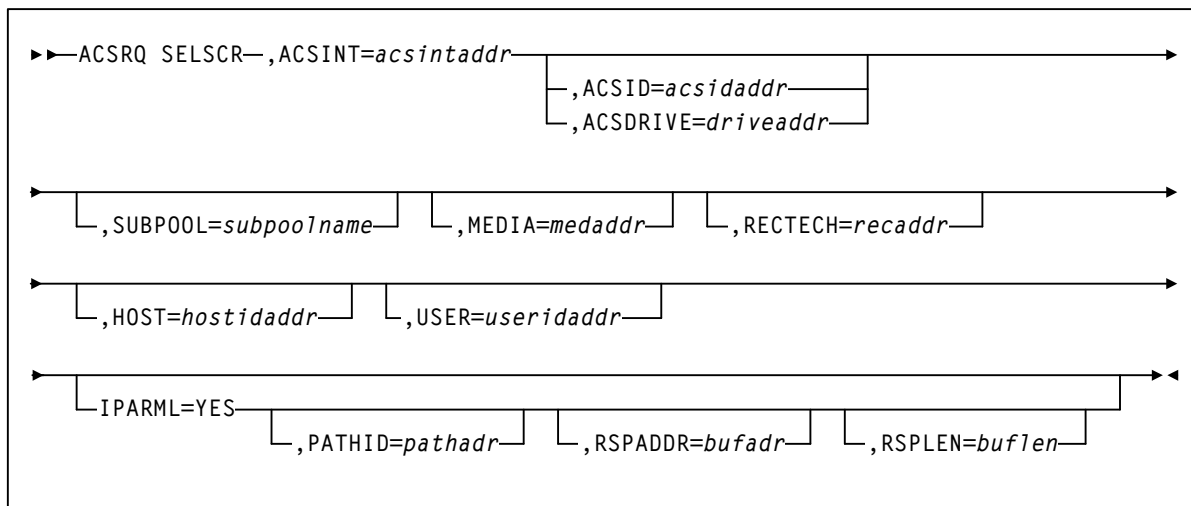 ACSRQ SELSCR ,ACSINT=acsintaddr
,ACSID=acsidaddr
,ACSDRIVE=driveaddr
,SUBPOOL=subpoolname ,MEDIA=medaddr ,RECTECH=recaddr
,HOST=hostidaddr ,USER=useridaddr
IPARML=YES
,PATHID=pathadr ,RSPADDR=bufadr ,RSPLEN=buflen